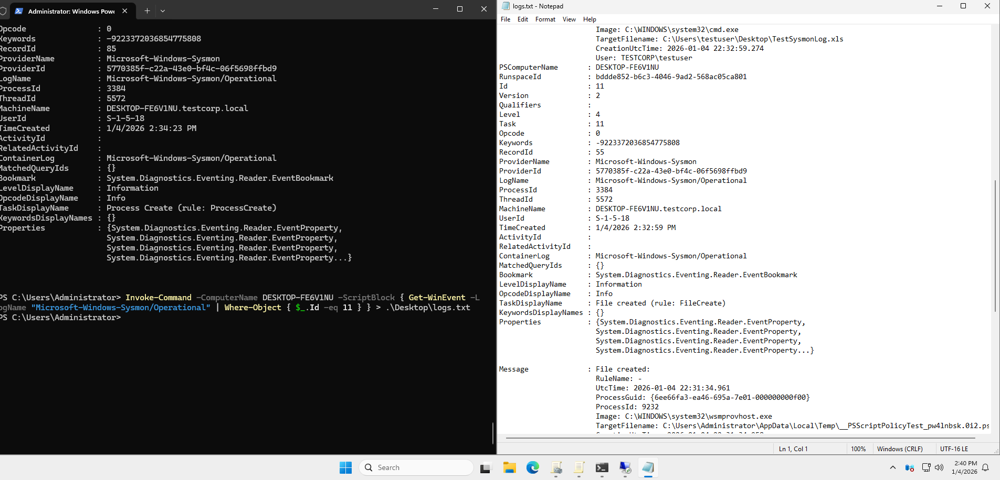 Administrator: Windows Powe
Opcode : 0
Keywords : -9223372036854775808
RecordId : 85
ProviderName : Microsoft-Windows-Sysmon
ProviderId : 5770385f-c22a-43e0-bf4c-06f5698ffbd9
LogName : Microsoft-Windows-Sysmon/Operational
ProcessId : 3384
ThreadId : 5572
MachineName : DESKTOP-FE6V1NU.testcorp.local
UserId : S-1-5-18
TimeCreated : 1/4/2026 2:34:23 PM
ActivityId :
RelatedActivityId :
ContainerLog : Microsoft-Windows-Sysmon/Operational
MatchedQueryIds : {}
Bookmark : System.Diagnostics.Eventing.Reader.EventBookmark
LevelDisplayName : Information
OpcodeDisplayName : Info
TaskDisplayName : Process Create (rule: ProcessCreate)
KeywordsDisplayNames : {}
Properties : {System.Diagnostics.Eventing.Reader.EventProperty,
System.Diagnostics.Eventing.Reader.EventProperty,
System.Diagnostics.Eventing.Reader.EventProperty,
System.Diagnostics.Eventing.Reader.EventProperty...}
PS C:\Users\Administrator> Invoke-Command -ComputerName DESKTOP-FE6V1NU -ScriptBlock { Get-WinEvent -L
ogName "Microsoft-Windows-Sysmon/Operational" | Where-Object { $_.Id -eq 11 } } > .\Desktop\logs.txt
PS C:\Users\Administrator>
logs.txt - Notepad
File Edit Format View Help
Image: C:\WINDOWS\system32\cmd.exe
TargetFilename: C:\Users\testuser\Desktop\TestSysmonLog.xls
CreationUtcTime: 2026-01-04 22:32:59.274
User: TESTCORP\testuser
PSComputerName : DESKTOP-FE6V1NU
RunspaceId : bddde852-b6c3-4046-9ad2-568ac05ca801
Id : 11
Version : 2
Qualifiers :
Level : 4
Task : 11
Opcode : 0
Keywords : -9223372036854775808
RecordId : 55
ProviderName : Microsoft-Windows-Sysmon
ProviderId : 5770385f-c22a-43e0-bf4c-06f5698ffbd9
LogName : Microsoft-Windows-Sysmon/Operational
ProcessId : 3384
ThreadId : 5572
MachineName : DESKTOP-FE6V1NU.testcorp.local
UserId : S-1-5-18
TimeCreated : 1/4/2026 2:32:59 PM
ActivityId :
RelatedActivityId :
ContainerLog : Microsoft-Windows-Sysmon/Operational
MatchedQueryIds : {}
Bookmark : System.Diagnostics.Eventing.Reader.EventBookmark
LevelDisplayName : Information
OpcodeDisplayName : Info
TaskDisplayName : File created (rule: FileCreate)
KeywordsDisplayNames : {}
Properties : {System.Diagnostics.Eventing.Reader.EventProperty,
System.Diagnostics.Eventing.Reader.EventProperty,
System.Diagnostics.Eventing.Reader.EventProperty,
System.Diagnostics.Eventing.Reader.EventProperty...}
Message : File created:
RuleName: -
UtcTime: 2026-01-04 22:31:34.961
ProcessGuid: {6ee66fa3-ea46-695a-7e01-000000000f00}
ProcessId: 9232
Image: C:\WINDOWS\system32\wsmprovhost.exe
TargetFilename: C:\Users\Administrator\AppData\Local\Temp\__PSScriptPolicyTest_pw4lnbsk.0i2.ps
Ln 1, Col 1 100% Windows (CRLF) UTF-16 LE
Search
2:40 PM
1/4/2026